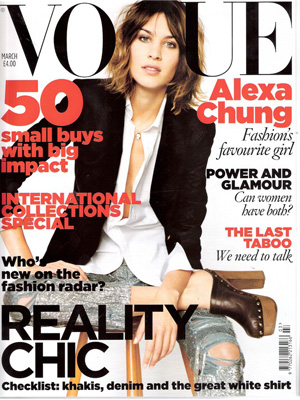 VOGUE
MARCH
£4.00
50
small buys
with big
impact
Alexa
Chung
Fashion's
favourite girl
INTERNATIONAL
COLLECTIONS
SPECIAL
POWER AND
GLAMOUR
Can women
have both?
THE LAST
TABOO
We need to talk
Who's
new on the
fashion radar?
REALITY
CHIC
Checklist: khakis, denim and the great white shirt